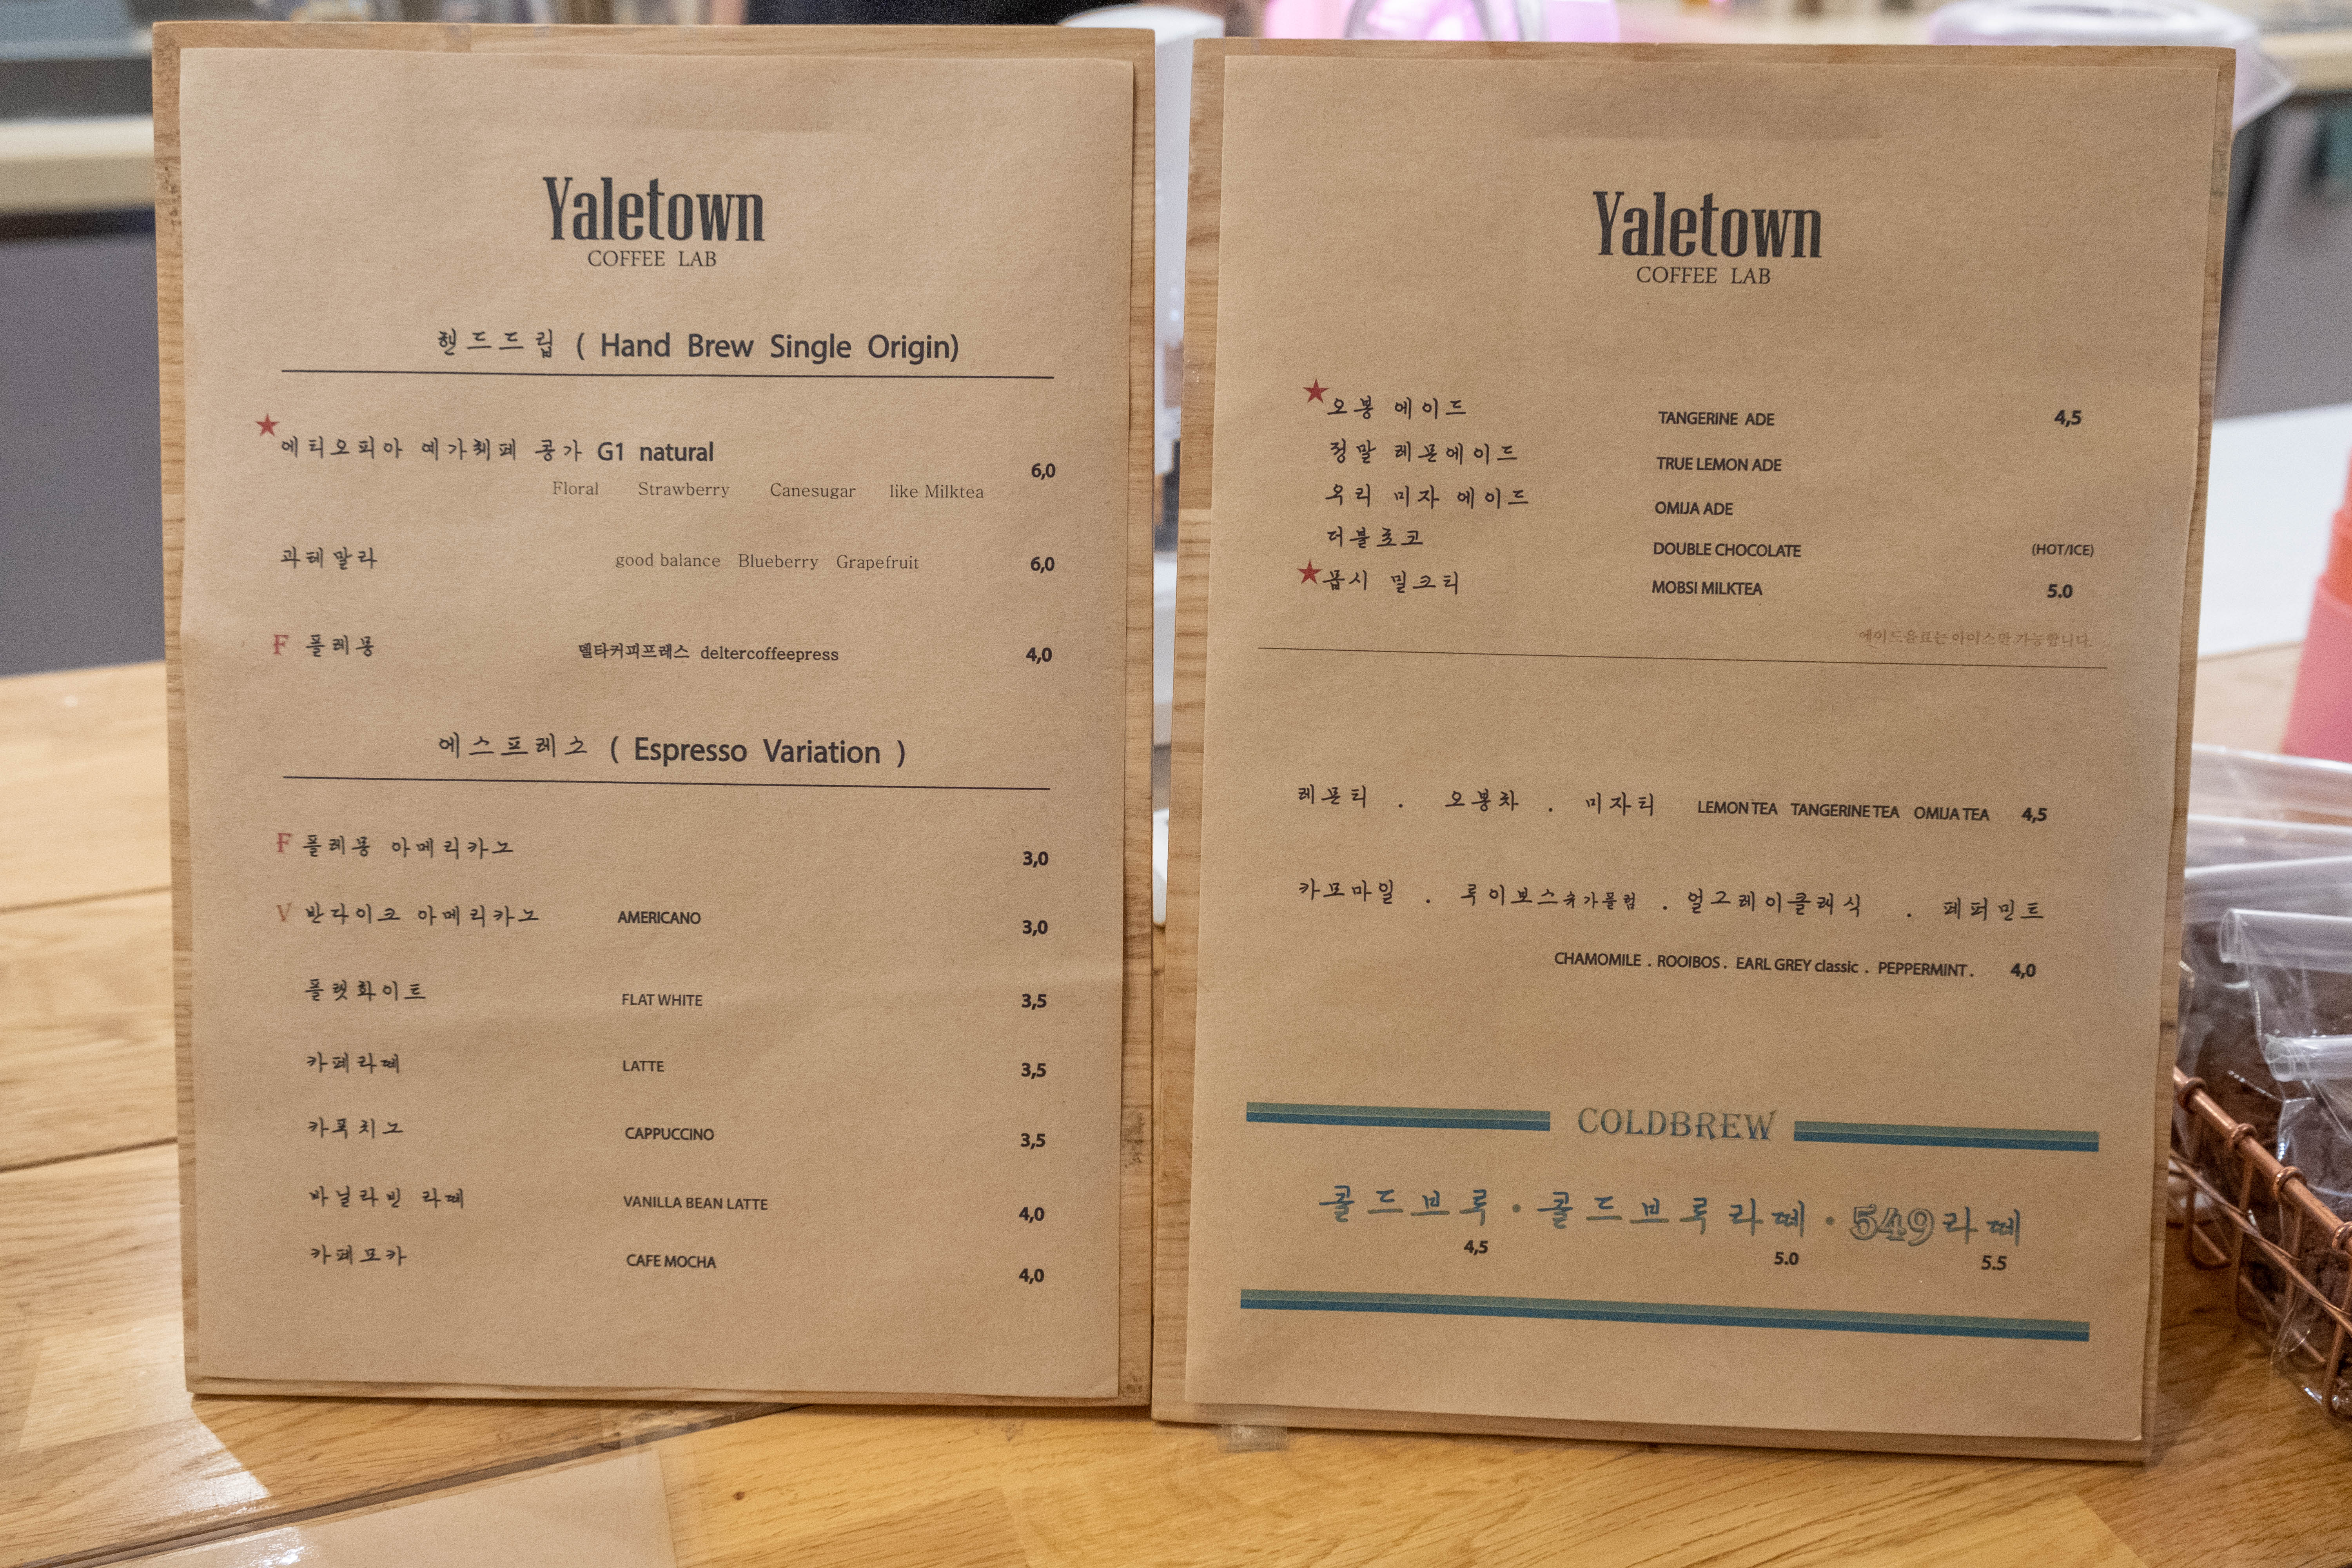 Yaletown
COFFEE LAB
핸드드립 ( Hand Brew Single Origin)
★에티오피아 예가체페 콩가 G1 natural 6,0
Floral Strawberry Canesugar like Milktea
과테말라 good balance Blueberry Grapefruit 6,0
F 폴레몽 델타커피프레스 deltercoffeepress 4,0
에스프레소 ( Espresso Variation )
F 폴레몽 아메리카노 3,0
V 반다이크 아메리카노 AMERICANO 3,0
플랫화이트 FLAT WHITE 3,5
카페라떼 LATTE 3,5
카푸치노 CAPPUCCINO 3,5
바닐라빈 라떼 VANILLA BEAN LATTE 4,0
카페모카 CAFE MOCHA 4,0
Yaletown
COFFEE LAB
★오봉 에이드 TANGERINE ADE 4,5
정말 레몬에이드 TRUE LEMON ADE
우리 미자 에이드 OMIJA ADE
더블초코 DOUBLE CHOCOLATE (HOT/ICE)
★몹시 밀크티 MOBSI MILKTEA 5.0
에이드음료는 아이스만 가능합니다.
레몬티 . 오봉차 . 미자티 LEMON TEA TANGERINE TEA OMIJA TEA 4,5
카모마일 . 루이보스슈가플럼 . 얼그레이클래식 . 페퍼민트
CHAMOMILE . ROOIBOS . EARL GREY classic . PEPPERMINT . 4,0
COLDBREW
콜드브루 · 콜드브루라떼 · 549라떼
4,5 5.0 5.5